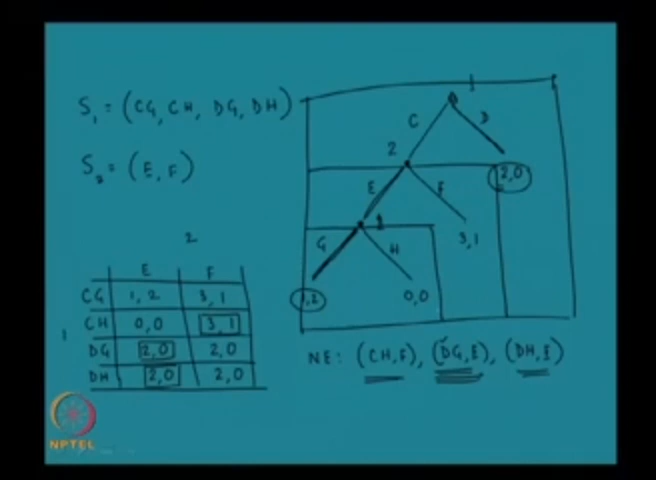 S₁ = (CG, CH, DG, DH)
S₂ = (E, F)
2
E F
CG 1,2 3,1
1 CH 0,0 3,1
DG 2,0 2,0
DH 2,0 2,0
C D
2 2,0
E F
1 3,1
G H
1,2 0,0
NE: (CH,F), (DG,E), (DH,E)
NPTEL